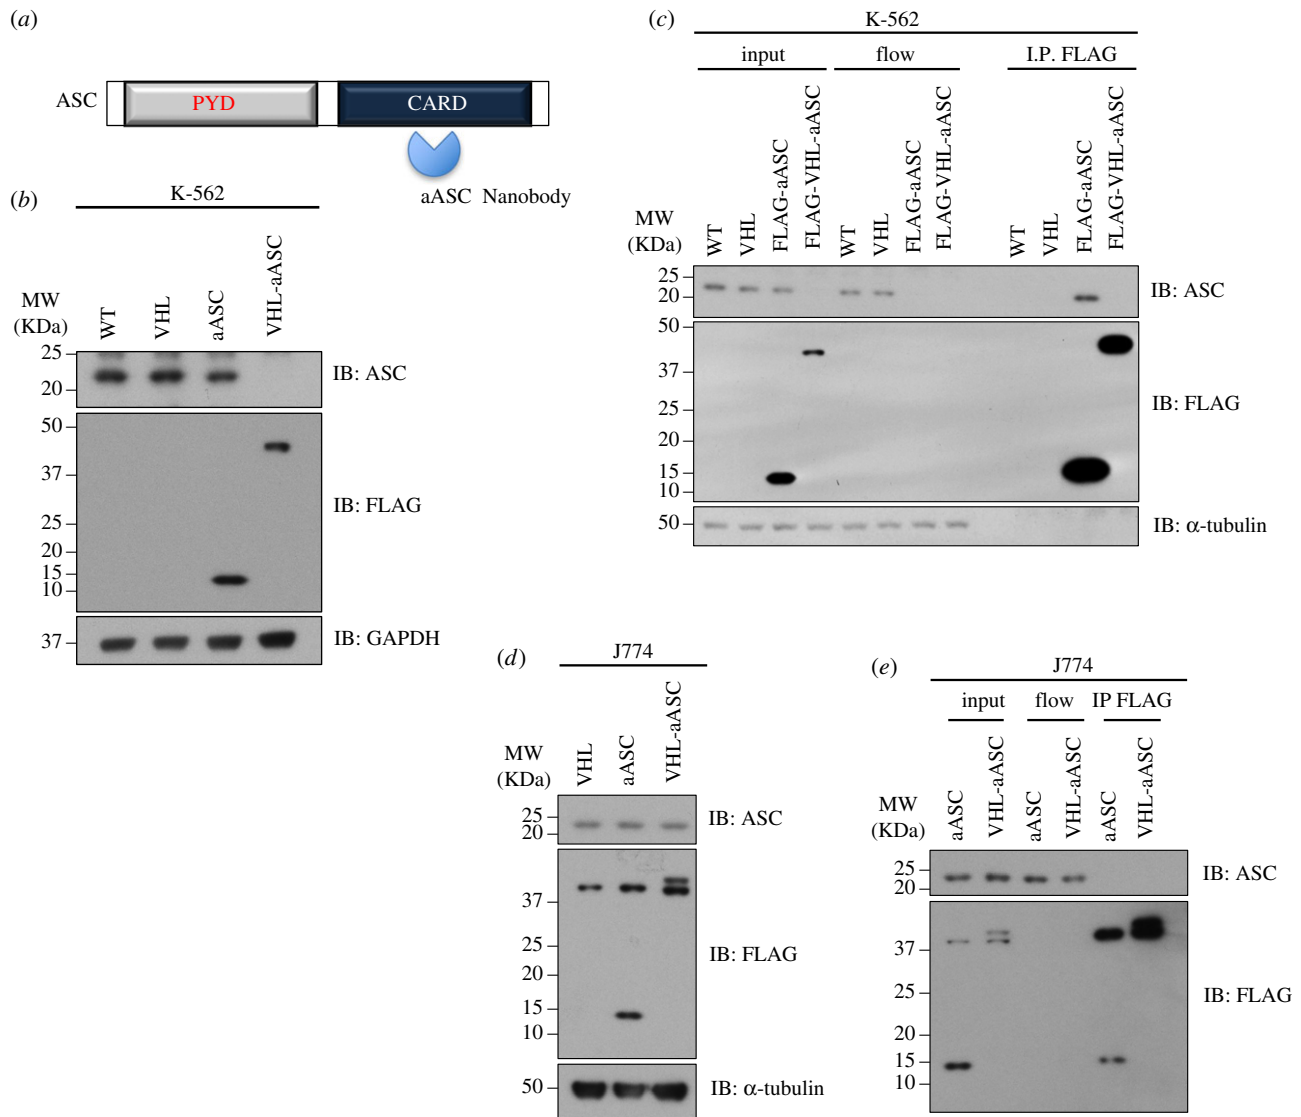 (a)
ASC PYD CARD
aASC Nanobody
(b)
K-562
MW
(KDa)
WT
VHL
aASC
VHL-aASC
25
20
IB: ASC
50
37
25
20
15
10
IB: FLAG
37
IB: GAPDH
(c)
K-562
input flow I.P. FLAG
MW
(KDa)
WT
VHL
FLAG-aASC
FLAG-VHL-aASC
WT
VHL
FLAG-aASC
FLAG-VHL-aASC
WT
VHL
FLAG-aASC
FLAG-VHL-aASC
25
20
IB: ASC
50
37
25
20
15
10
IB: FLAG
50
IB: α-tubulin
(d)
J774
MW
(KDa)
VHL
aASC
VHL-aASC
25
20
IB: ASC
37
25
20
15
10
IB: FLAG
50
IB: α-tubulin
(e)
J774
input flow IP FLAG
MW
(KDa)
aASC
VHL-aASC
aASC
VHL-aASC
aASC
VHL-aASC
25
20
IB: ASC
37
25
20
15
10
IB: FLAG